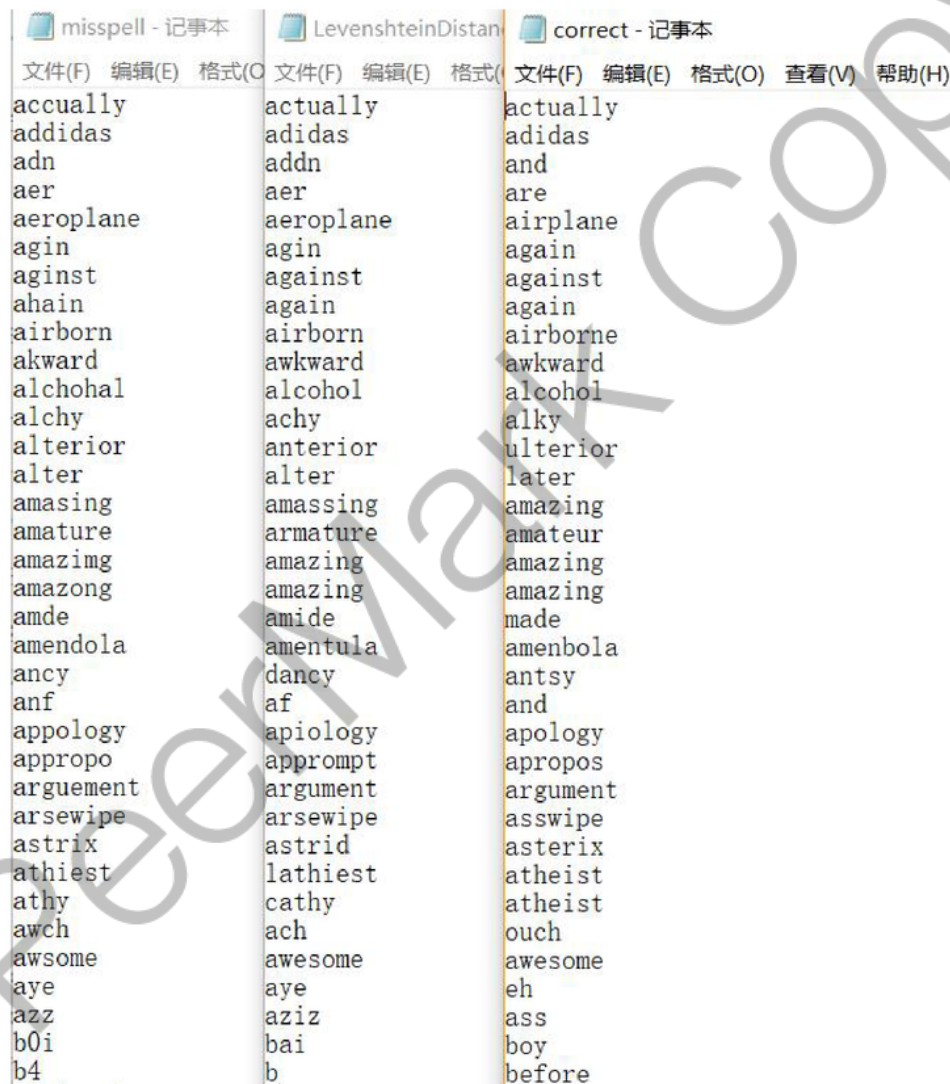 misspell - 记事本 LevenshteinDistan correct - 记事本
文件(F) 编辑(E) 格式(O 文件(F) 编辑(E) 格式( 文件(F) 编辑(E) 格式(O) 查看(V) 帮助(H)
accually actually actually
addidas adidas adidas
adn addn and
aer aer are
aeroplane aeroplane airplane
agin agin again
aginst against against
ahain again again
airborn airborn airborne
akward awkward awkward
alchohal alcohol alcohol
alchy achy alky
alterior anterior ulterior
alter alter later
amasing amassing amazing
amature armature amateur
amazimg amazing amazing
amazong amazing amazing
amde amide made
amendola amentula amenbola
ancy dancy antsy
anf af and
appology apiology apology
appropo apprompt apropos
arguement argument argument
arsewipe arsewipe asswipe
astrix astrid asterix
athiest lathiest atheist
athy cathy atheist
awch ach ouch
awsome awesome awesome
aye aye eh
azz aziz ass
b0i bai boy
b4 b before
PeerMark Cop